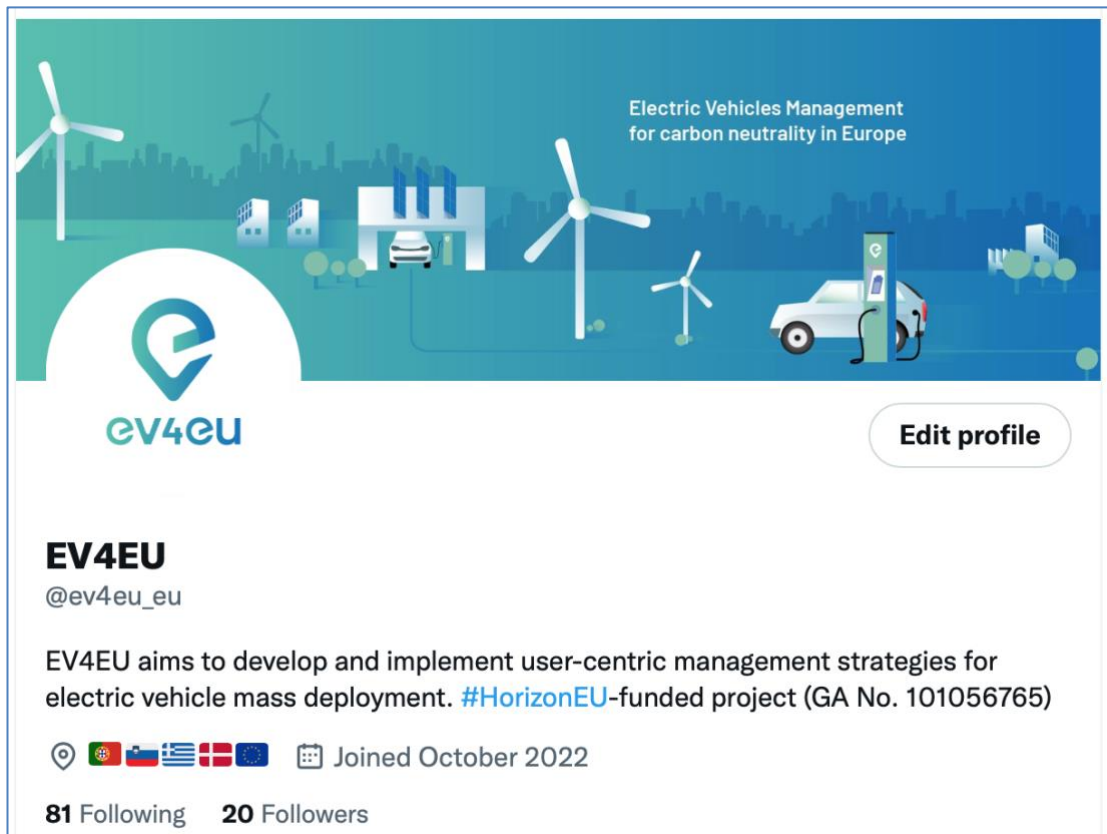 Electric Vehicles Management
for carbon neutrality in Europe
ev4eu
Edit profile
EV4EU
@ev4eu_eu
EV4EU aims to develop and implement user-centric management strategies for
electric vehicle mass deployment. #HorizonEU-funded project (GA No. 101056765)
Joined October 2022
81 Following 20 Followers